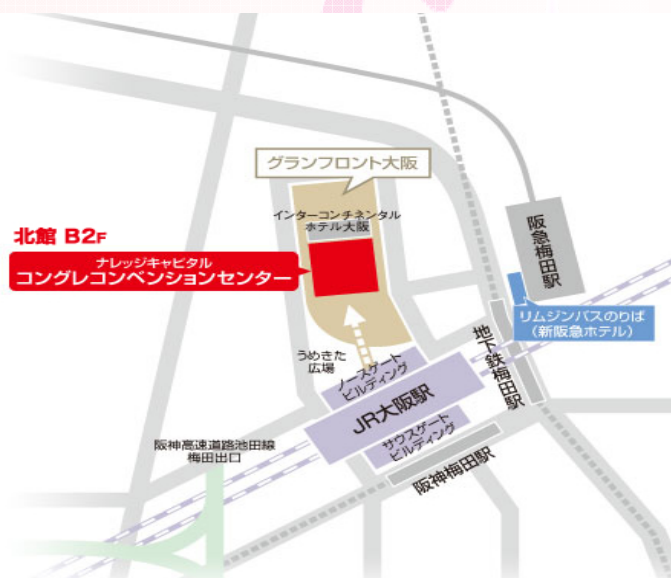 グランフロント大阪
インターコンチネンタル
ホテル大阪
北館 B2F
ナレッジキャピタル
コングレコンベンションセンター
阪急梅田駅
リムジンバスのりば
(新阪急ホテル)
地下鉄梅田駅
うめきた
広場
ノースゲート
ビルディング
JR大阪駅
サウスゲート
ビルディング
阪神高速道路池田線
梅田出口
阪神梅田駅